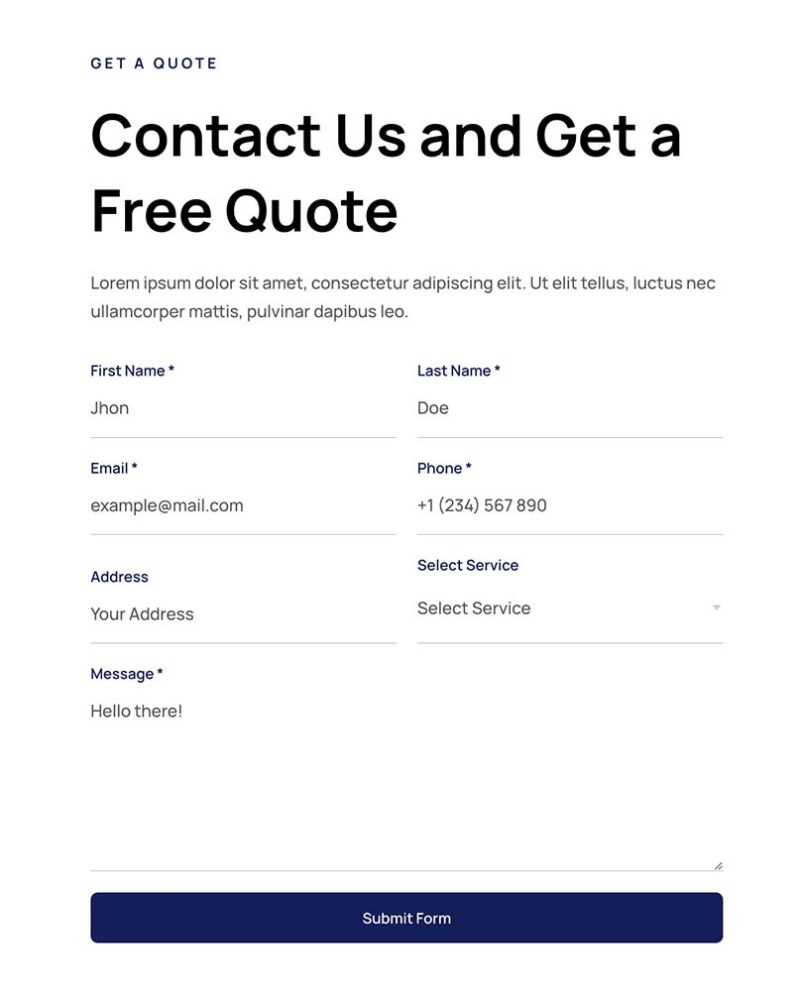 GET A QUOTE
Contact Us and Get a
Free Quote
Lorem ipsum dolor sit amet, consectetur adipiscing elit. Ut elit tellus, luctus nec
ullamcorper mattis, pulvinar dapibus leo.
First Name *
Last Name *
Jhon
Doe
Email *
Phone *
example@mail.com
+1 (234) 567 890
Address
Select Service
Your Address
Select Service
Message *
Hello there!
Submit Form